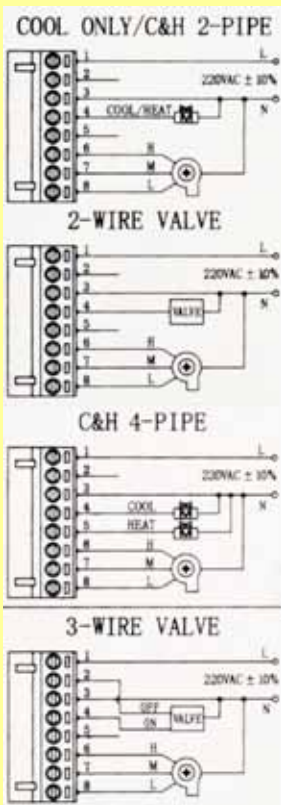 COOL ONLY/C&H 2-PIPE
1 L
2
3 220VAC ± 10%
4 COOL/HEAT N
5
6 H
7 M
8 L
2-WIRE VALVE
1 L
2
3 220VAC ± 10%
4 VALVE N
5
6 H
7 M
8 L
C&H 4-PIPE
1 L
2
3 220VAC ± 10%
4 COOL N
5 HEAT
6 H
7 M
8 L
3-WIRE VALVE
1 L
2
3 220VAC ± 10%
OFF N
4 ON VALVE
5
6 H
7 M
8 L